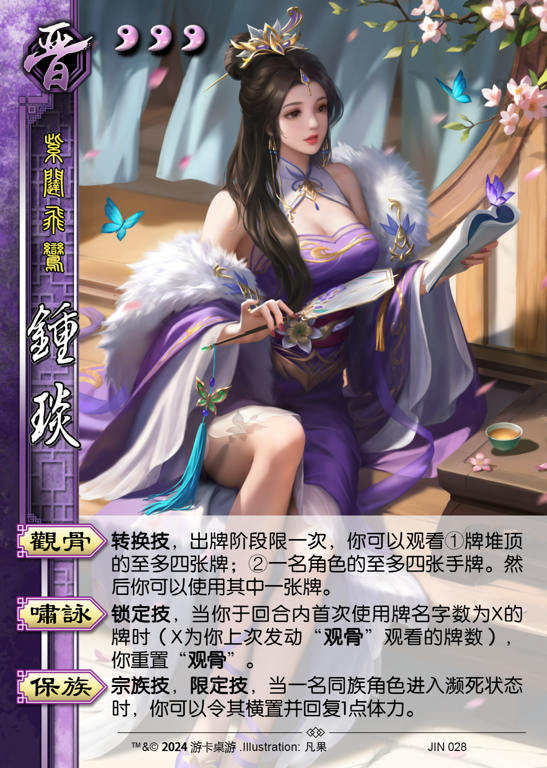 晋
紫闥飛鸞
鍾琰
觀骨
转换技，出牌阶段限一次，你可以观看①牌堆顶
的至多四张牌；②一名角色的至多四张手牌。然
后你可以使用其中一张牌。
嘯詠
锁定技，当你于回合内首次使用牌名字数为X的
牌时（X为你上次发动“观骨”观看的牌数），
你重置“观骨”。
保族
宗族技，限定技，当一名同族角色进入濒死状态
时，你可以令其横置并回复1点体力。
™&© 2024 游卡桌游 .Illustration: 凡果 JIN 028